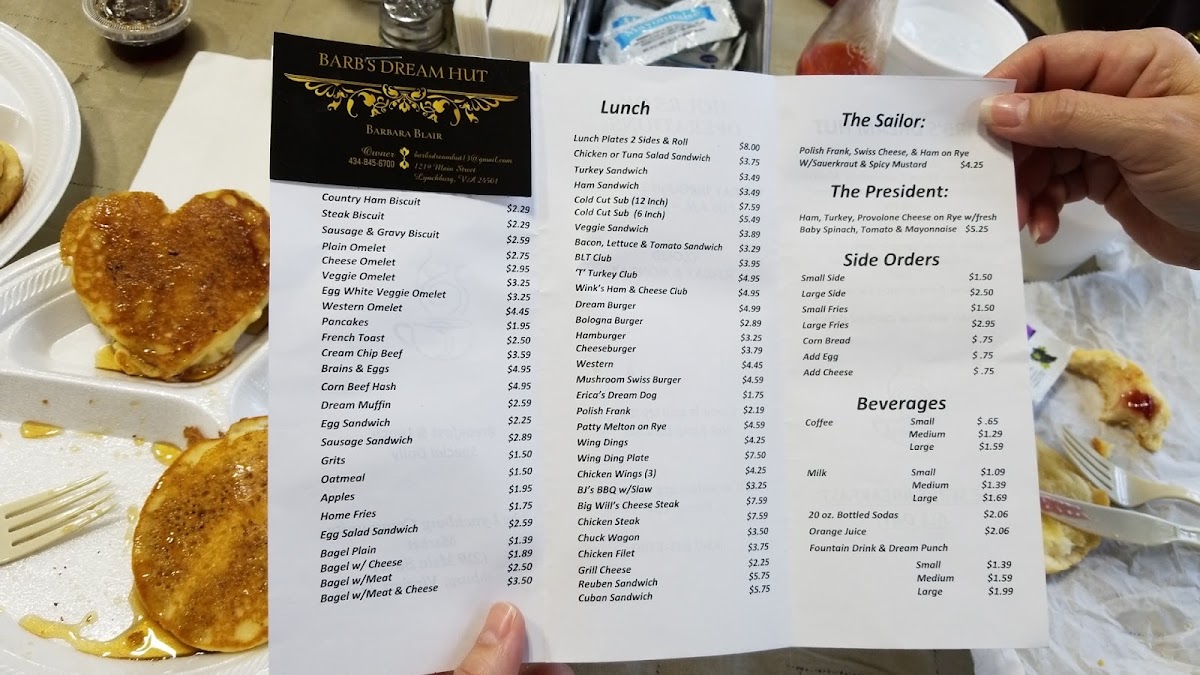 BARB'S DREAM HUT
BARBARA BLAIR
Owner
434-845-6700
barbsdreamhut13@gmail.com
1219 Main Street
Lynchburg, VA 24501
Country Ham Biscuit $2.29
Steak Biscuit $2.29
Sausage & Gravy Biscuit $2.59
Plain Omelet $2.75
Cheese Omelet $2.95
Veggie Omelet $3.25
Egg White Veggie Omelet $3.25
Western Omelet $4.45
Pancakes $1.95
French Toast $2.50
Cream Chip Beef $3.59
Brains & Eggs $4.95
Corn Beef Hash $4.95
Dream Muffin $2.59
Egg Sandwich $2.25
Sausage Sandwich $2.89
Grits $1.50
Oatmeal $1.50
Apples $1.95
Home Fries $1.75
Egg Salad Sandwich $2.59
Bagel Plain $1.39
Bagel w/ Cheese $1.89
Bagel w/Meat $2.50
Bagel w/Meat & Cheese $3.50
Lunch
Lunch Plates 2 Sides & Roll $8.00
Chicken or Tuna Salad Sandwich $3.75
Turkey Sandwich $3.49
Ham Sandwich $3.49
Cold Cut Sub (12 Inch) $7.59
Cold Cut Sub (6 Inch) $5.49
Veggie Sandwich $3.89
Bacon, Lettuce & Tomato Sandwich $3.29
BLT Club $3.95
'T' Turkey Club $4.95
Wink's Ham & Cheese Club $4.95
Dream Burger $4.99
Bologna Burger $2.89
Hamburger $3.25
Cheeseburger $3.79
Western $4.45
Mushroom Swiss Burger $4.59
Erica's Dream Dog $1.75
Polish Frank $2.19
Patty Melton on Rye $4.59
Wing Dings $4.25
Wing Ding Plate $7.50
Chicken Wings (3) $4.25
BJ's BBQ w/Slaw $3.25
Big Will's Cheese Steak $7.59
Chicken Steak $7.59
Chuck Wagon $3.50
Chicken Filet $3.75
Grill Cheese $2.25
Reuben Sandwich $5.75
Cuban Sandwich $5.75
The Sailor:
Polish Frank, Swiss Cheese, & Ham on Rye
W/Sauerkraut & Spicy Mustard $4.25
The President:
Ham, Turkey, Provolone Cheese on Rye w/fresh
Baby Spinach, Tomato & Mayonnaise $5.25
Side Orders
Small Side $1.50
Large Side $2.50
Small Fries $1.50
Large Fries $2.95
Corn Bread $ .75
Add Egg $ .75
Add Cheese $ .75
Beverages
Coffee Small $ .65
Medium $1.29
Large $1.59
Milk Small $1.09
Medium $1.39
Large $1.69
20 oz. Bottled Sodas $2.06
Orange Juice $2.06
Fountain Drink & Dream Punch
Small $1.39
Medium $1.59
Large $1.99